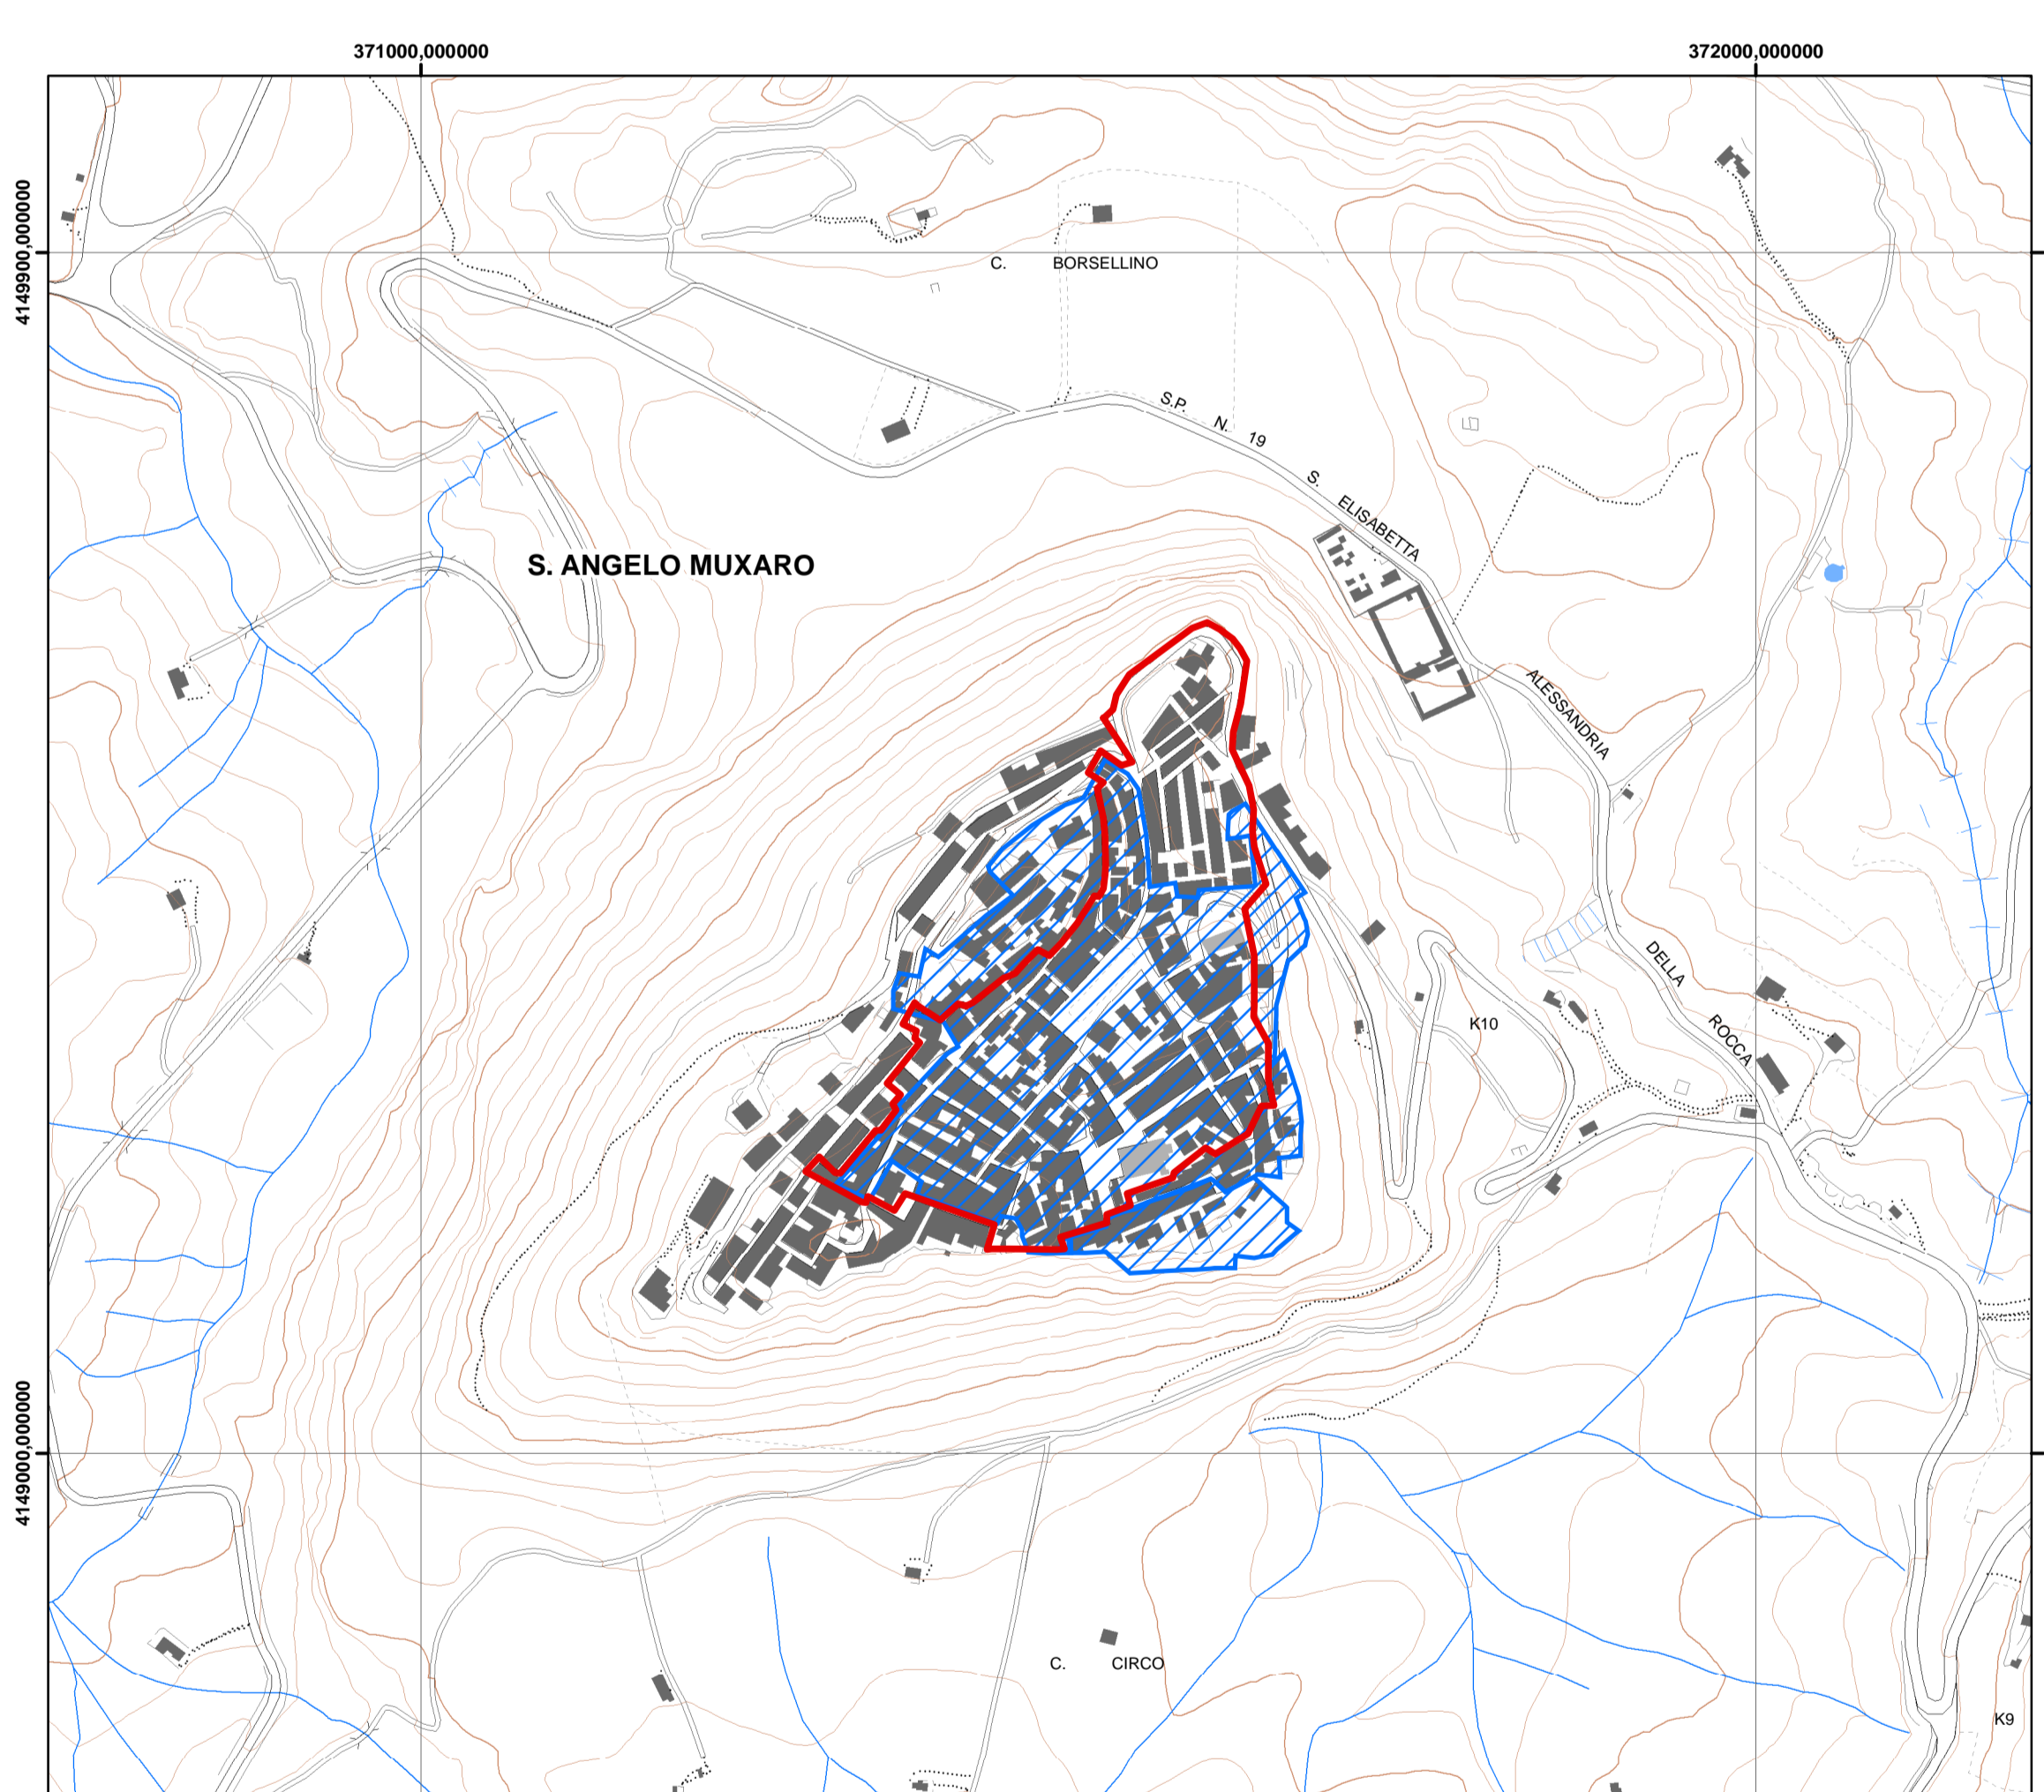 371000,000000
372000,000000
4149900,000000
C. BORSELLINO
S.P. N. 19
S. ELISABETTA
S. ANGELO MUXARO
ALESSANDRIA
DELLA
ROCCA
K10
4149000,000000
C. CIRCO
K9